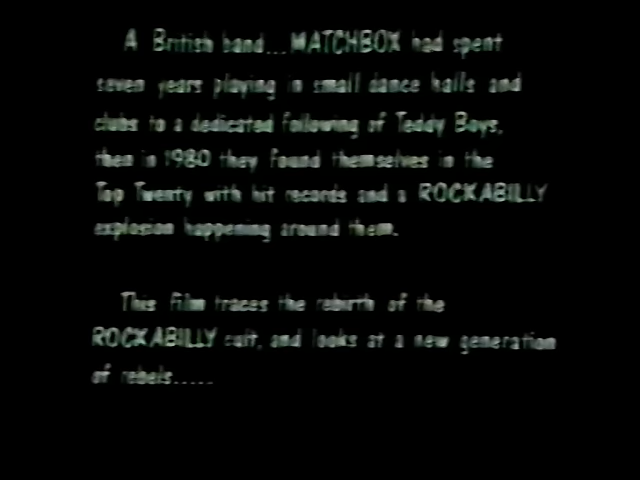 A British band...MATCHBOX had spent
seven years playing in small dance halls and
clubs to a dedicated following of Teddy Boys,
then in 1980 they found themselves in the
Top Twenty with hit records and a ROCKABILLY
explosion happening around them.
This film traces the rebirth of the
ROCKABILLY cult, and looks at a new generation
of rebels.....